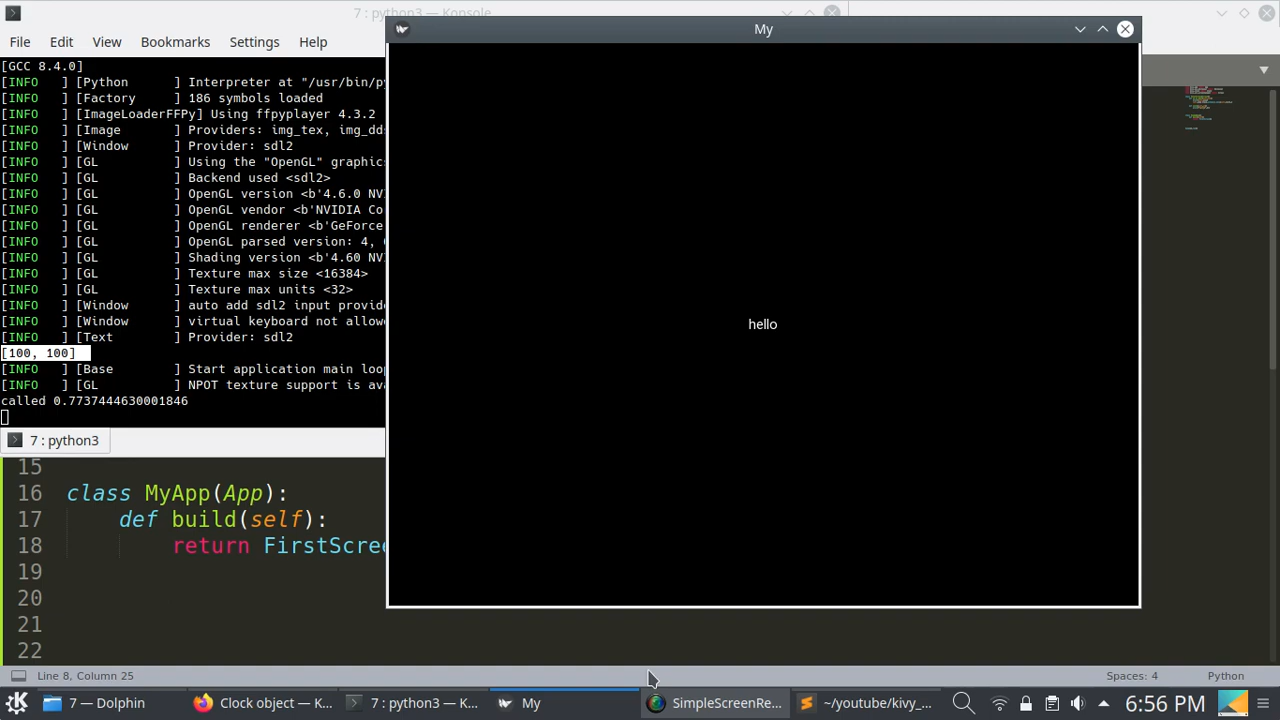 7 : python3 — Konsole
My
File Edit View Bookmarks Settings Help
[GCC 8.4.0]
[INFO   ] [Python      ] Interpreter at "/usr/bin/py
[INFO   ] [Factory     ] 186 symbols loaded
[INFO   ] [ImageLoaderFFPy] Using ffpyplayer 4.3.2
[INFO   ] [Image       ] Providers: img_tex, img_dds
[INFO   ] [Window      ] Provider: sdl2
[INFO   ] [GL          ] Using the "OpenGL" graphics
[INFO   ] [GL          ] Backend used <sdl2>
[INFO   ] [GL          ] OpenGL version <b'4.6.0 NVI
[INFO   ] [GL          ] OpenGL vendor <b'NVIDIA Co
[INFO   ] [GL          ] OpenGL renderer <b'GeForce
[INFO   ] [GL          ] OpenGL parsed version: 4,
[INFO   ] [GL          ] Shading version <b'4.60 NVI
[INFO   ] [GL          ] Texture max size <16384>
[INFO   ] [GL          ] Texture max units <32>
[INFO   ] [Window      ] auto add sdl2 input provide
[INFO   ] [Window      ] virtual keyboard not allowe
[INFO   ] [Text        ] Provider: sdl2
[100, 100]
[INFO   ] [Base        ] Start application main loop
[INFO   ] [GL          ] NPOT texture support is ava
called 0.7737444630001846
hello
7 : python3
15
16 class MyApp(App):
17 def build(self):
18 return FirstScree
19
20
21
22
Line 8, Column 25 Spaces: 4 Python
7 — Dolphin Clock object — K... 7 : python3 — K... My SimpleScreenRe... ~/youtube/kivy_... 6:56 PM